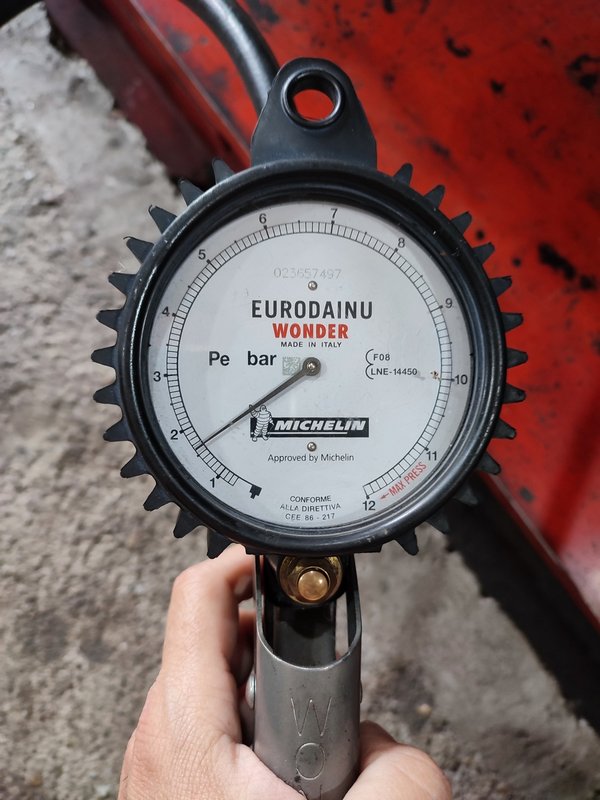 6 7
5 8
4 9
3 10
2 11
1 12
023657497
EURODAINU
WONDER
MADE IN ITALY
Pe bar
F08
LNE-14450
MICHELIN
Approved by Michelin
MAX PRESS
CONFORME
ALLA DIRETTIVA
CEE 86 - 217
WO